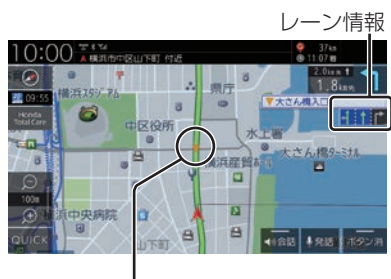 レーン情報
10:00
横浜市中区山下町 付近
37km
11:07着
2.0km
1.8km
09:55
横浜スタジアム
県庁
大さん橋入口
Honda
Total Care
中区役所
水上署
大さん橋ターミナル
横浜産貿
100m
横浜中央病院
QUICK
山下町
会話
発話
ボタン消